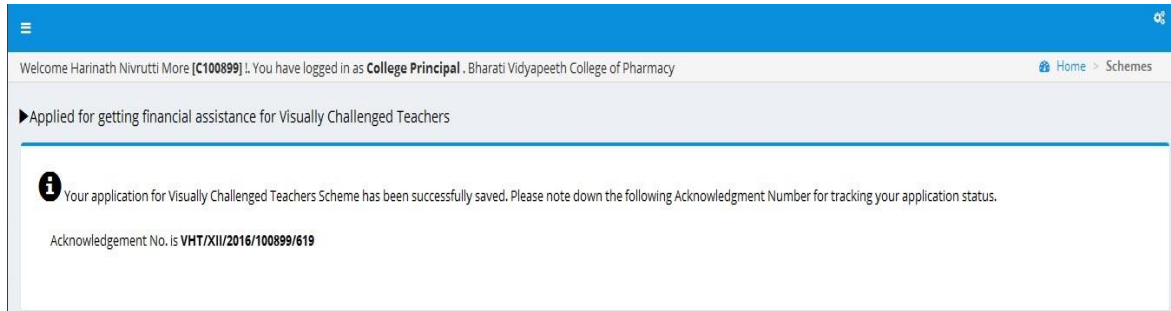 Welcome Harinath Nivrutti More [C100899] !. You have logged in as College Principal . Bharati Vidyapeeth College of Pharmacy
Home > Schemes
Applied for getting financial assistance for Visually Challenged Teachers
Your application for Visually Challenged Teachers Scheme has been successfully saved. Please note down the following Acknowledgment Number for tracking your application status.
Acknowledgement No. is VHT/XII/2016/100899/619